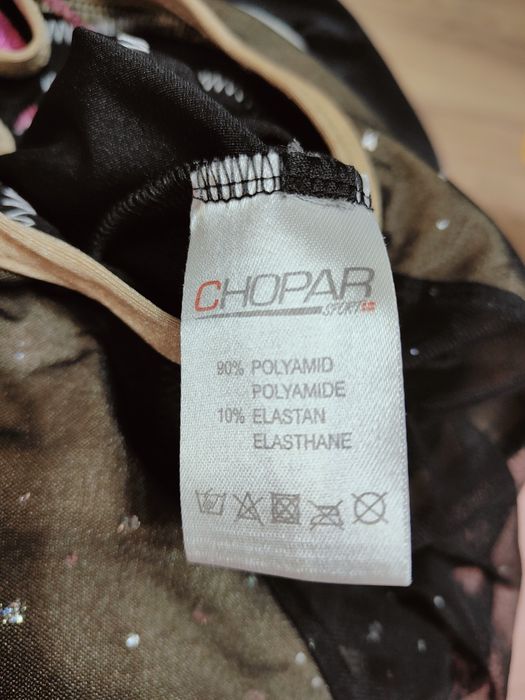 CHOPAR
SPORT
90% POLYAMID
POLYAMIDE
10% ELASTAN
ELASTHANE